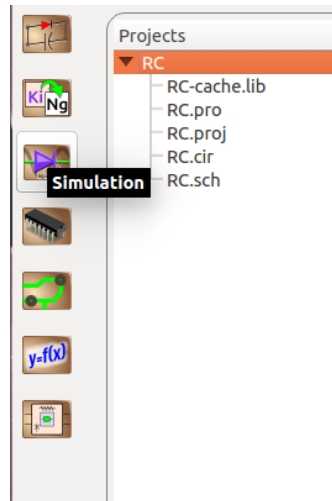 Projects
RC
RC-cache.lib
RC.pro
RC.proj
RC.cir
RC.sch
Ki Ng
Simulation
y=f(x)